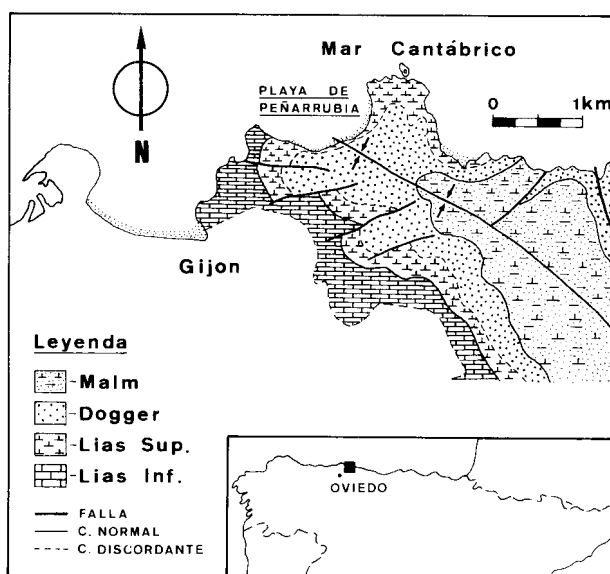 Mar Cantábrico
PLAYA DE
PEÑARRUBIA
0 1km
N
Gijon
Leyenda
-Malm
-Dogger
-Lias Sup.
-Lias Inf.
FALLA
C. NORMAL
C. DISCORDANTE
OVIEDO